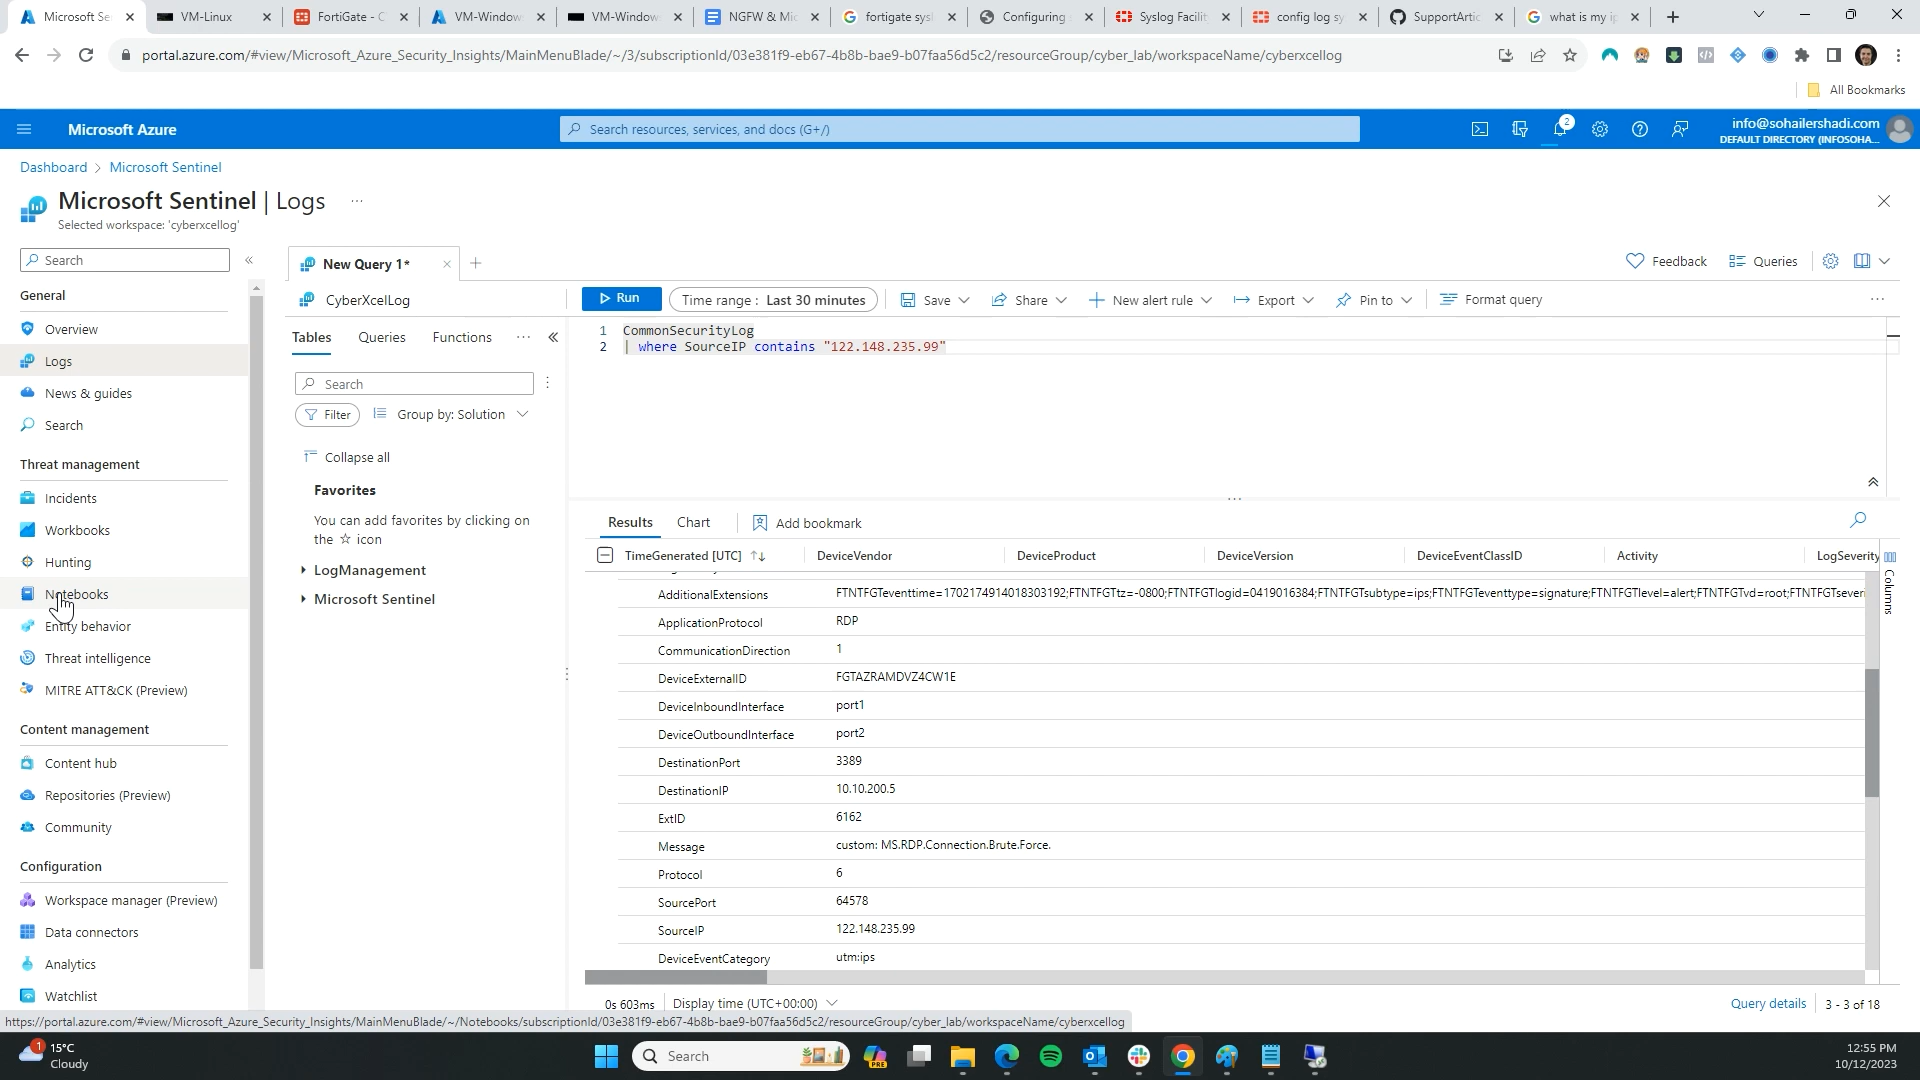 Microsoft Se
VM-Linux
FortiGate - C
VM-Window
VM-Window
NGFW & Mic
fortigate sysl
Configuring
Syslog Facilit
config log sy
SupportArtic
what is my ip
portal.azure.com/#view/Microsoft_Azure_Security_Insights/MainMenuBlade/~/3/subscriptionId/03e381f9-eb67-4b8b-bae9-b07faa56d5c2/resourceGroup/cyber_lab/workspaceName/cyberxcellog
All Bookmarks
Microsoft Azure
Search resources, services, and docs (G+/)
2
info@sohailershadi.com
DEFAULT DIRECTORY (INFOSOHA...
Dashboard > Microsoft Sentinel
Microsoft Sentinel | Logs ...
Selected workspace: 'cyberxcellog'
Search
«
General
Overview
Logs
News & guides
Search
Threat management
Incidents
Workbooks
Hunting
Notebooks
Entity behavior
Threat intelligence
MITRE ATT&CK (Preview)
Content management
Content hub
Repositories (Preview)
Community
Configuration
Workspace manager (Preview)
Data connectors
Analytics
Watchlist
New Query 1*
Feedback
Queries
CyberXcelLog
Run
Time range : Last 30 minutes
Save
Share
New alert rule
Export
Pin to
Format query
...
Tables
Queries
Functions
...
«
Search
Filter
Group by: Solution
Collapse all
Favorites
You can add favorites by clicking on
the ☆ icon
LogManagement
Microsoft Sentinel
1 CommonSecurityLog
2 | where SourceIP contains "122.148.235.99"
Results
Chart
Add bookmark
TimeGenerated [UTC]
DeviceVendor
DeviceProduct
DeviceVersion
DeviceEventClassID
Activity
LogSeverity
Columns
AdditionalExtensions FTNTFGTeventtime=1702174914018303192;FTNTFGTtz=-0800;FTNTFGTlogid=0419016384;FTNTFGTsubtype=ips;FTNTFGTeventtype=signature;FTNTFGTlevel=alert;FTNTFGTvd=root;FTNTFGTseveri
ApplicationProtocol RDP
CommunicationDirection 1
DeviceExternalID FGTAZRAMDVZ4CW1E
DeviceInboundInterface port1
DeviceOutboundInterface port2
DestinationPort 3389
DestinationIP 10.10.200.5
ExtID 6162
Message custom: MS.RDP.Connection.Brute.Force.
Protocol 6
SourcePort 64578
SourceIP 122.148.235.99
DeviceEventCategory utm:ips
0s 603ms
Display time (UTC+00:00)
Query details
3 - 3 of 18
https://portal.azure.com/#view/Microsoft_Azure_Security_Insights/MainMenuBlade/~/Notebooks/subscriptionId/03e381f9-eb67-4b8b-bae9-b07faa56d5c2/resourceGroup/cyber_lab/workspaceName/cyberxcellog
1
15°C
Cloudy
Search
PRE
12:55 PM
10/12/2023